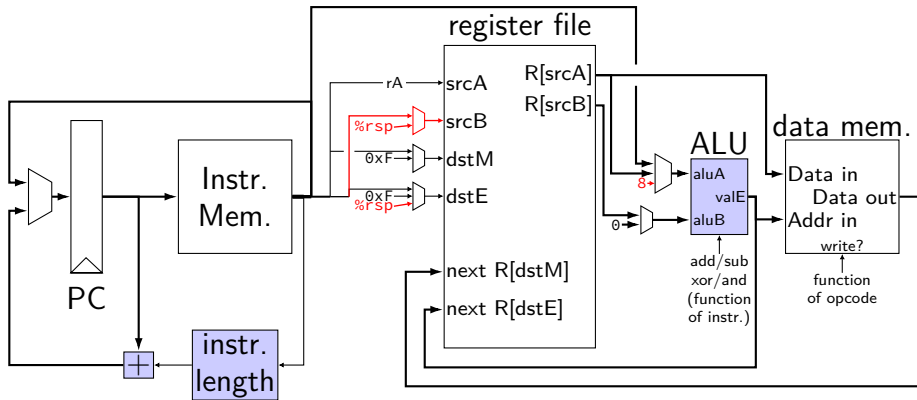 register file
rA
srcA
%rsp
srcB
0xF
dstM
0xF
%rsp
dstE
next R[dstM]
next R[dstE]
R[srcA]
R[srcB]
PC
Instr.
Mem.
+
instr.
length
8
0
ALU
aluA
valE
aluB
add/sub
xor/and
(function
of instr.)
data mem.
Data in
Data out
Addr in
write?
function
of opcode